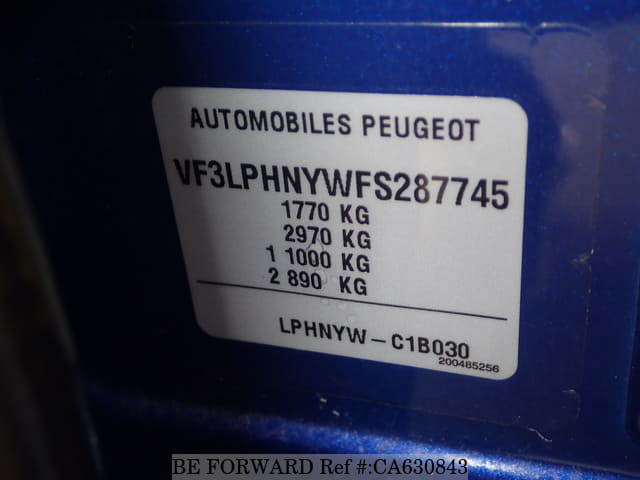 AUTOMOBILES PEUGEOT
VF3LPHNYWFS287745
1770 KG
2970 KG
1 1000 KG
2 890 KG
LPHNYW-C1B030
200485256
BE FORWARD Ref #:CA630843